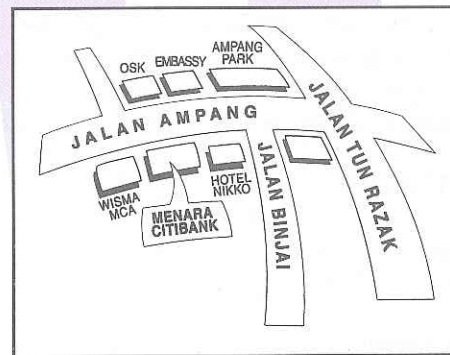 AMPANG
PARK
EMBASSY
OSK
JALAN AMPANG
JALAN TUN RAZAK
WISMA
MCA
MENARA
CITIBANK
HOTEL
NIKKO
JALAN BINJAI